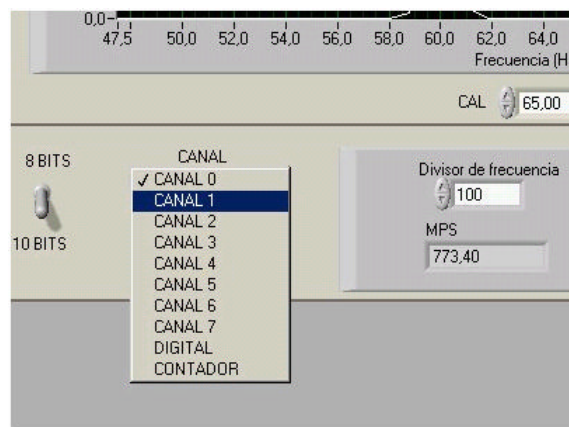 0,0
47,5 50,0 52,0 54,0 56,0 58,0 60,0 62,0 64,0
Frecuencia (H
CAL 65,00
8 BITS
10 BITS
CANAL
✓ CANAL 0
CANAL 1
CANAL 2
CANAL 3
CANAL 4
CANAL 5
CANAL 6
CANAL 7
DIGITAL
CONTADOR
Divisor de frecuencia
100
MPS
773,40